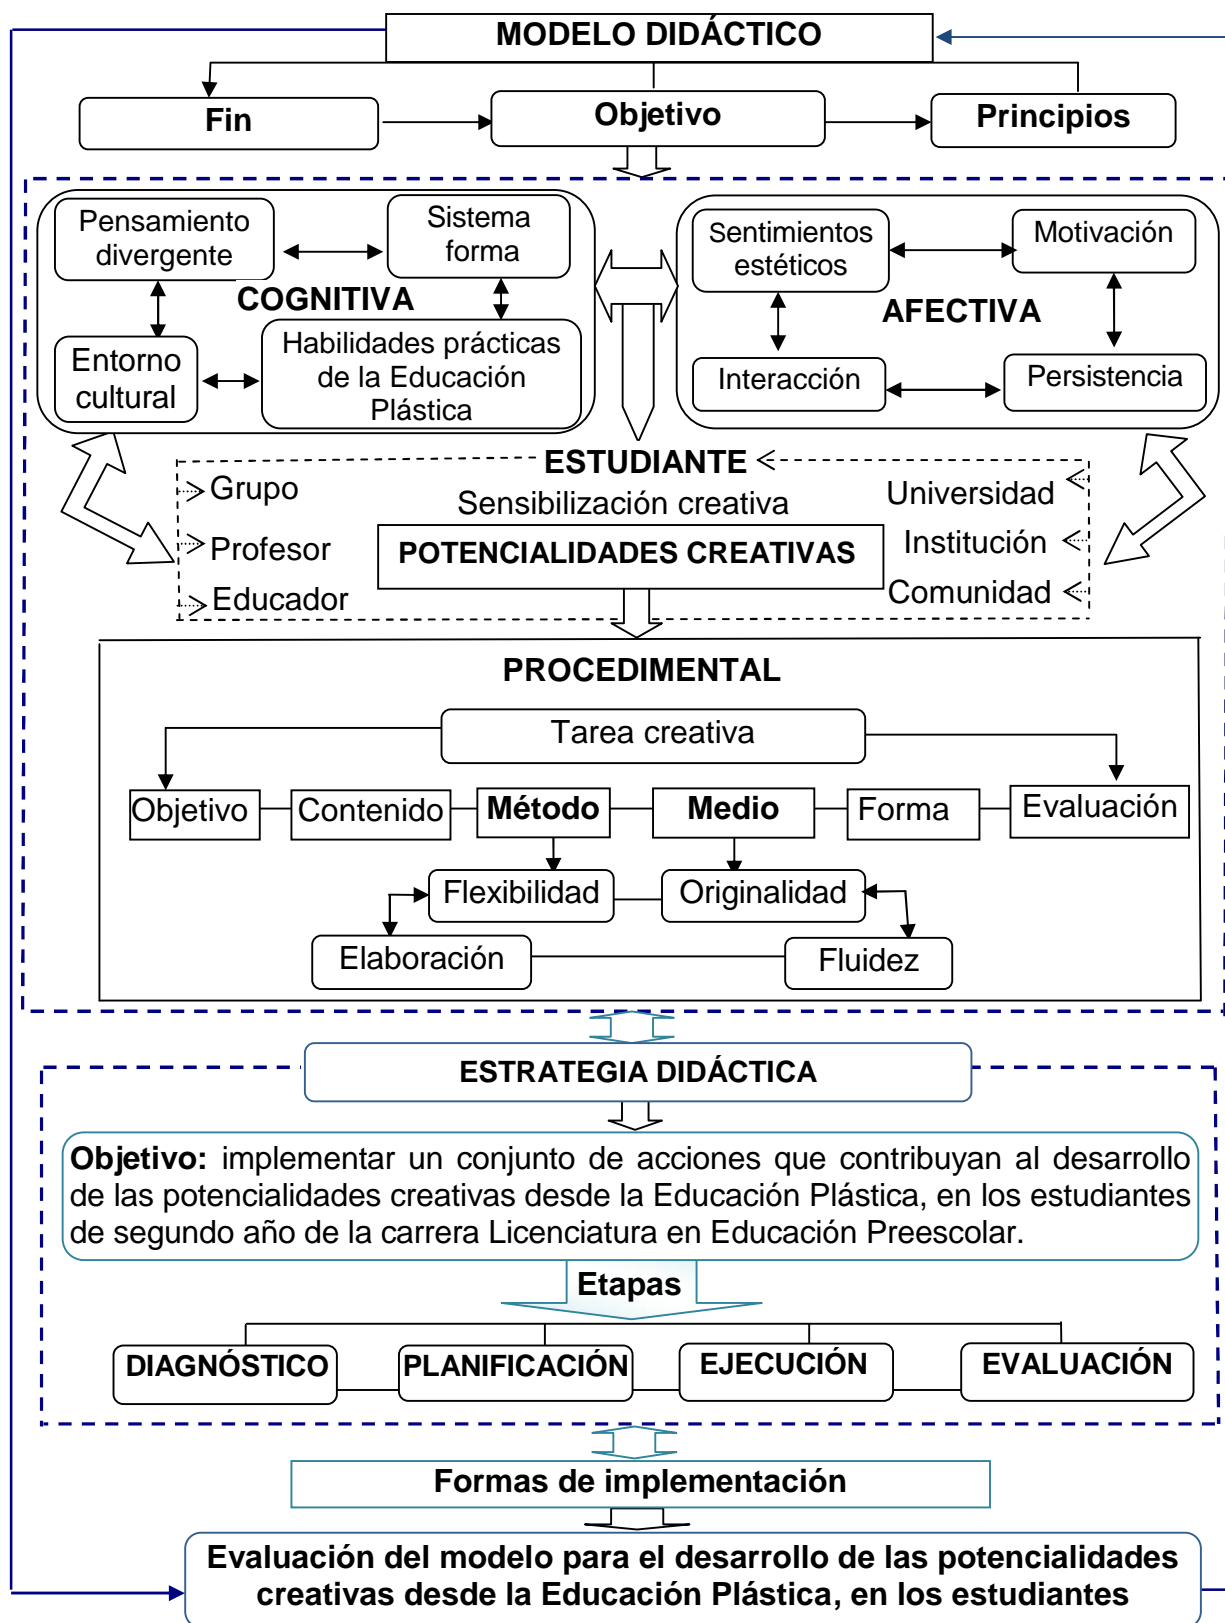 MODELO DIDÁCTICO
Fin
Objetivo
Principios
Pensamiento
divergente
Sistema
forma
COGNITIVA
Entorno
cultural
Habilidades prácticas
de la Educación
Plástica
Sentimientos
estéticos
Motivación
AFECTIVA
Interacción
Persistencia
ESTUDIANTE
Sensibilización creativa
POTENCIALIDADES CREATIVAS
Grupo
Profesor
Educador
Universidad
Institución
Comunidad
PROCEDIMENTAL
Tarea creativa
Objetivo
Contenido
Método
Medio
Forma
Evaluación
Flexibilidad
Originalidad
Elaboración
Fluidez
ESTRATEGIA DIDÁCTICA
Objetivo: implementar un conjunto de acciones que contribuyan al desarrollo
de las potencialidades creativas desde la Educación Plástica, en los estudiantes
de segundo año de la carrera Licenciatura en Educación Preescolar.
Etapas
DIAGNÓSTICO
PLANIFICACIÓN
EJECUCIÓN
EVALUACIÓN
Formas de implementación
Evaluación del modelo para el desarrollo de las potencialidades
creativas desde la Educación Plástica, en los estudiantes